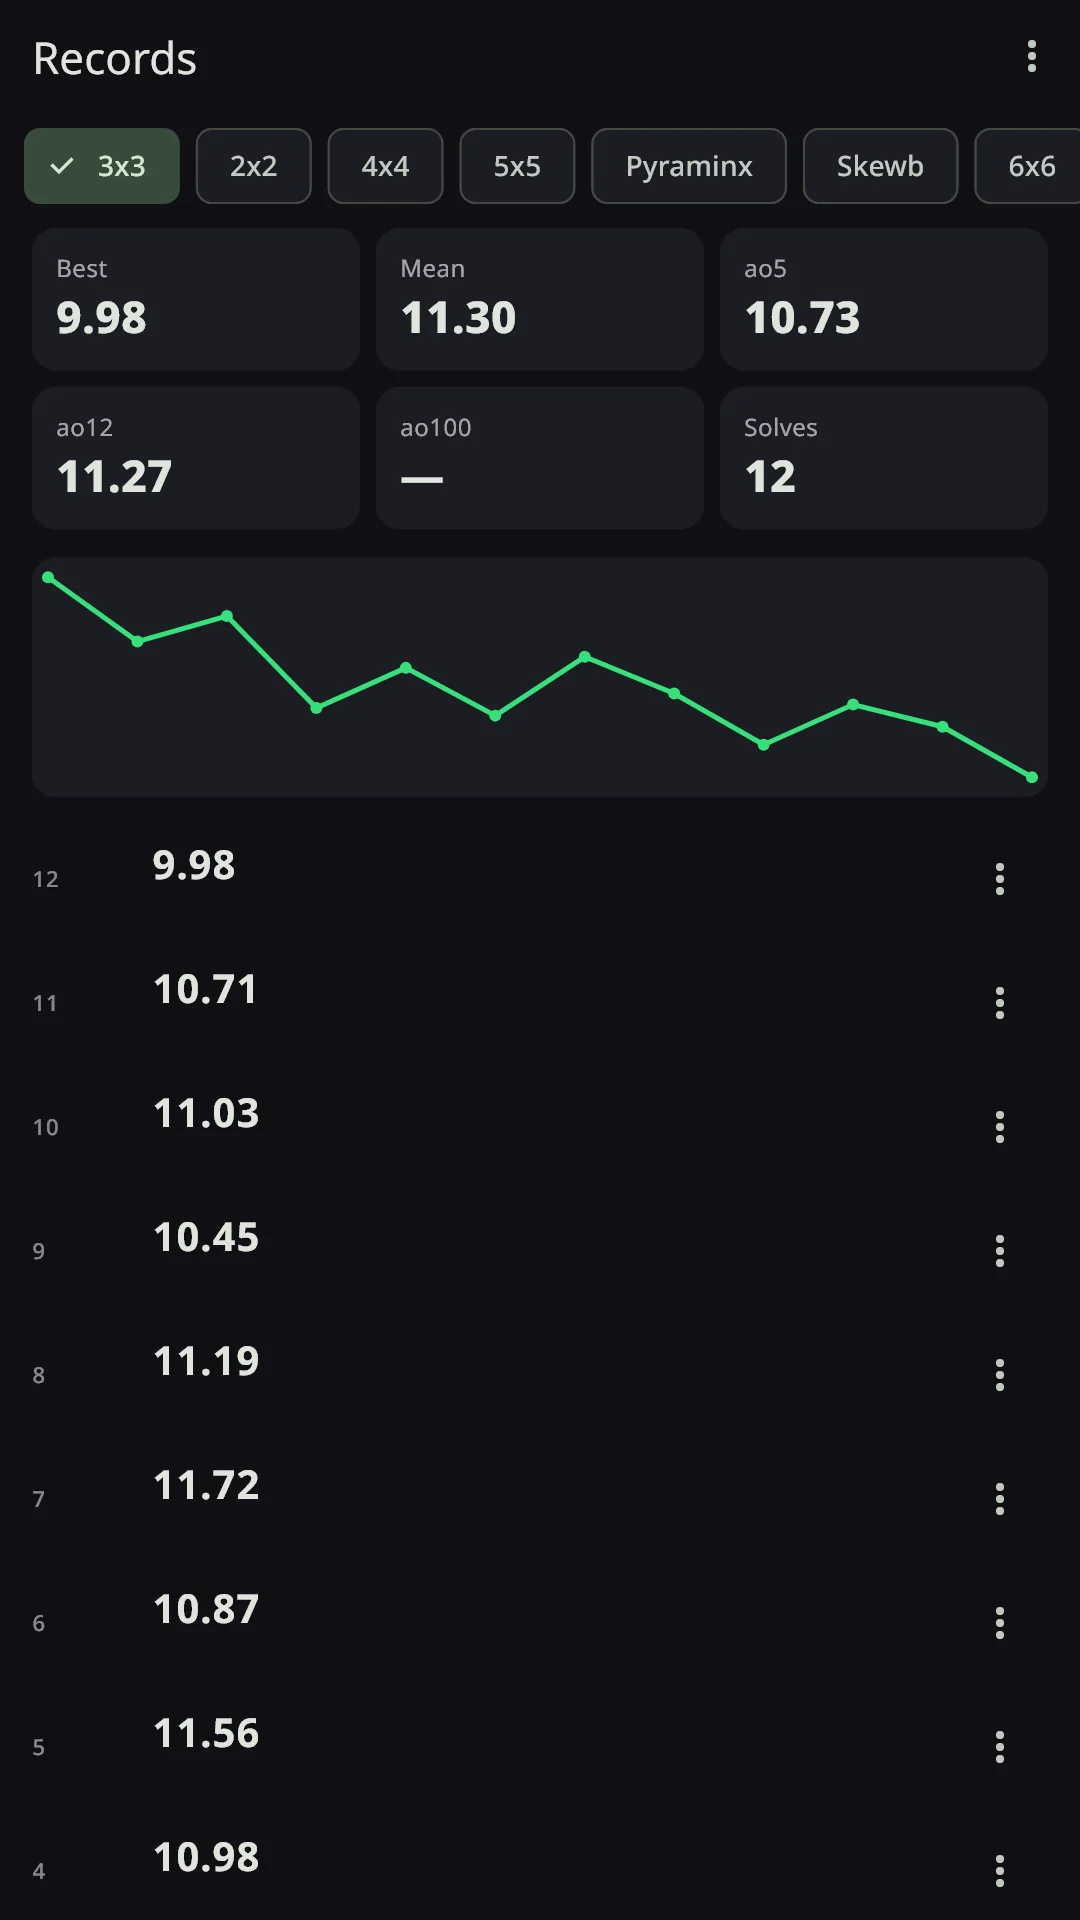 Records
3x3 2x2 4x4 5x5 Pyraminx Skewb 6x6
Best Mean ao5
9.98 11.30 10.73
ao12 ao100 Solves
11.27 — 12
12 9.98
11 10.71
10 11.03
9 10.45
8 11.19
7 11.72
6 10.87
5 11.56
4 10.98